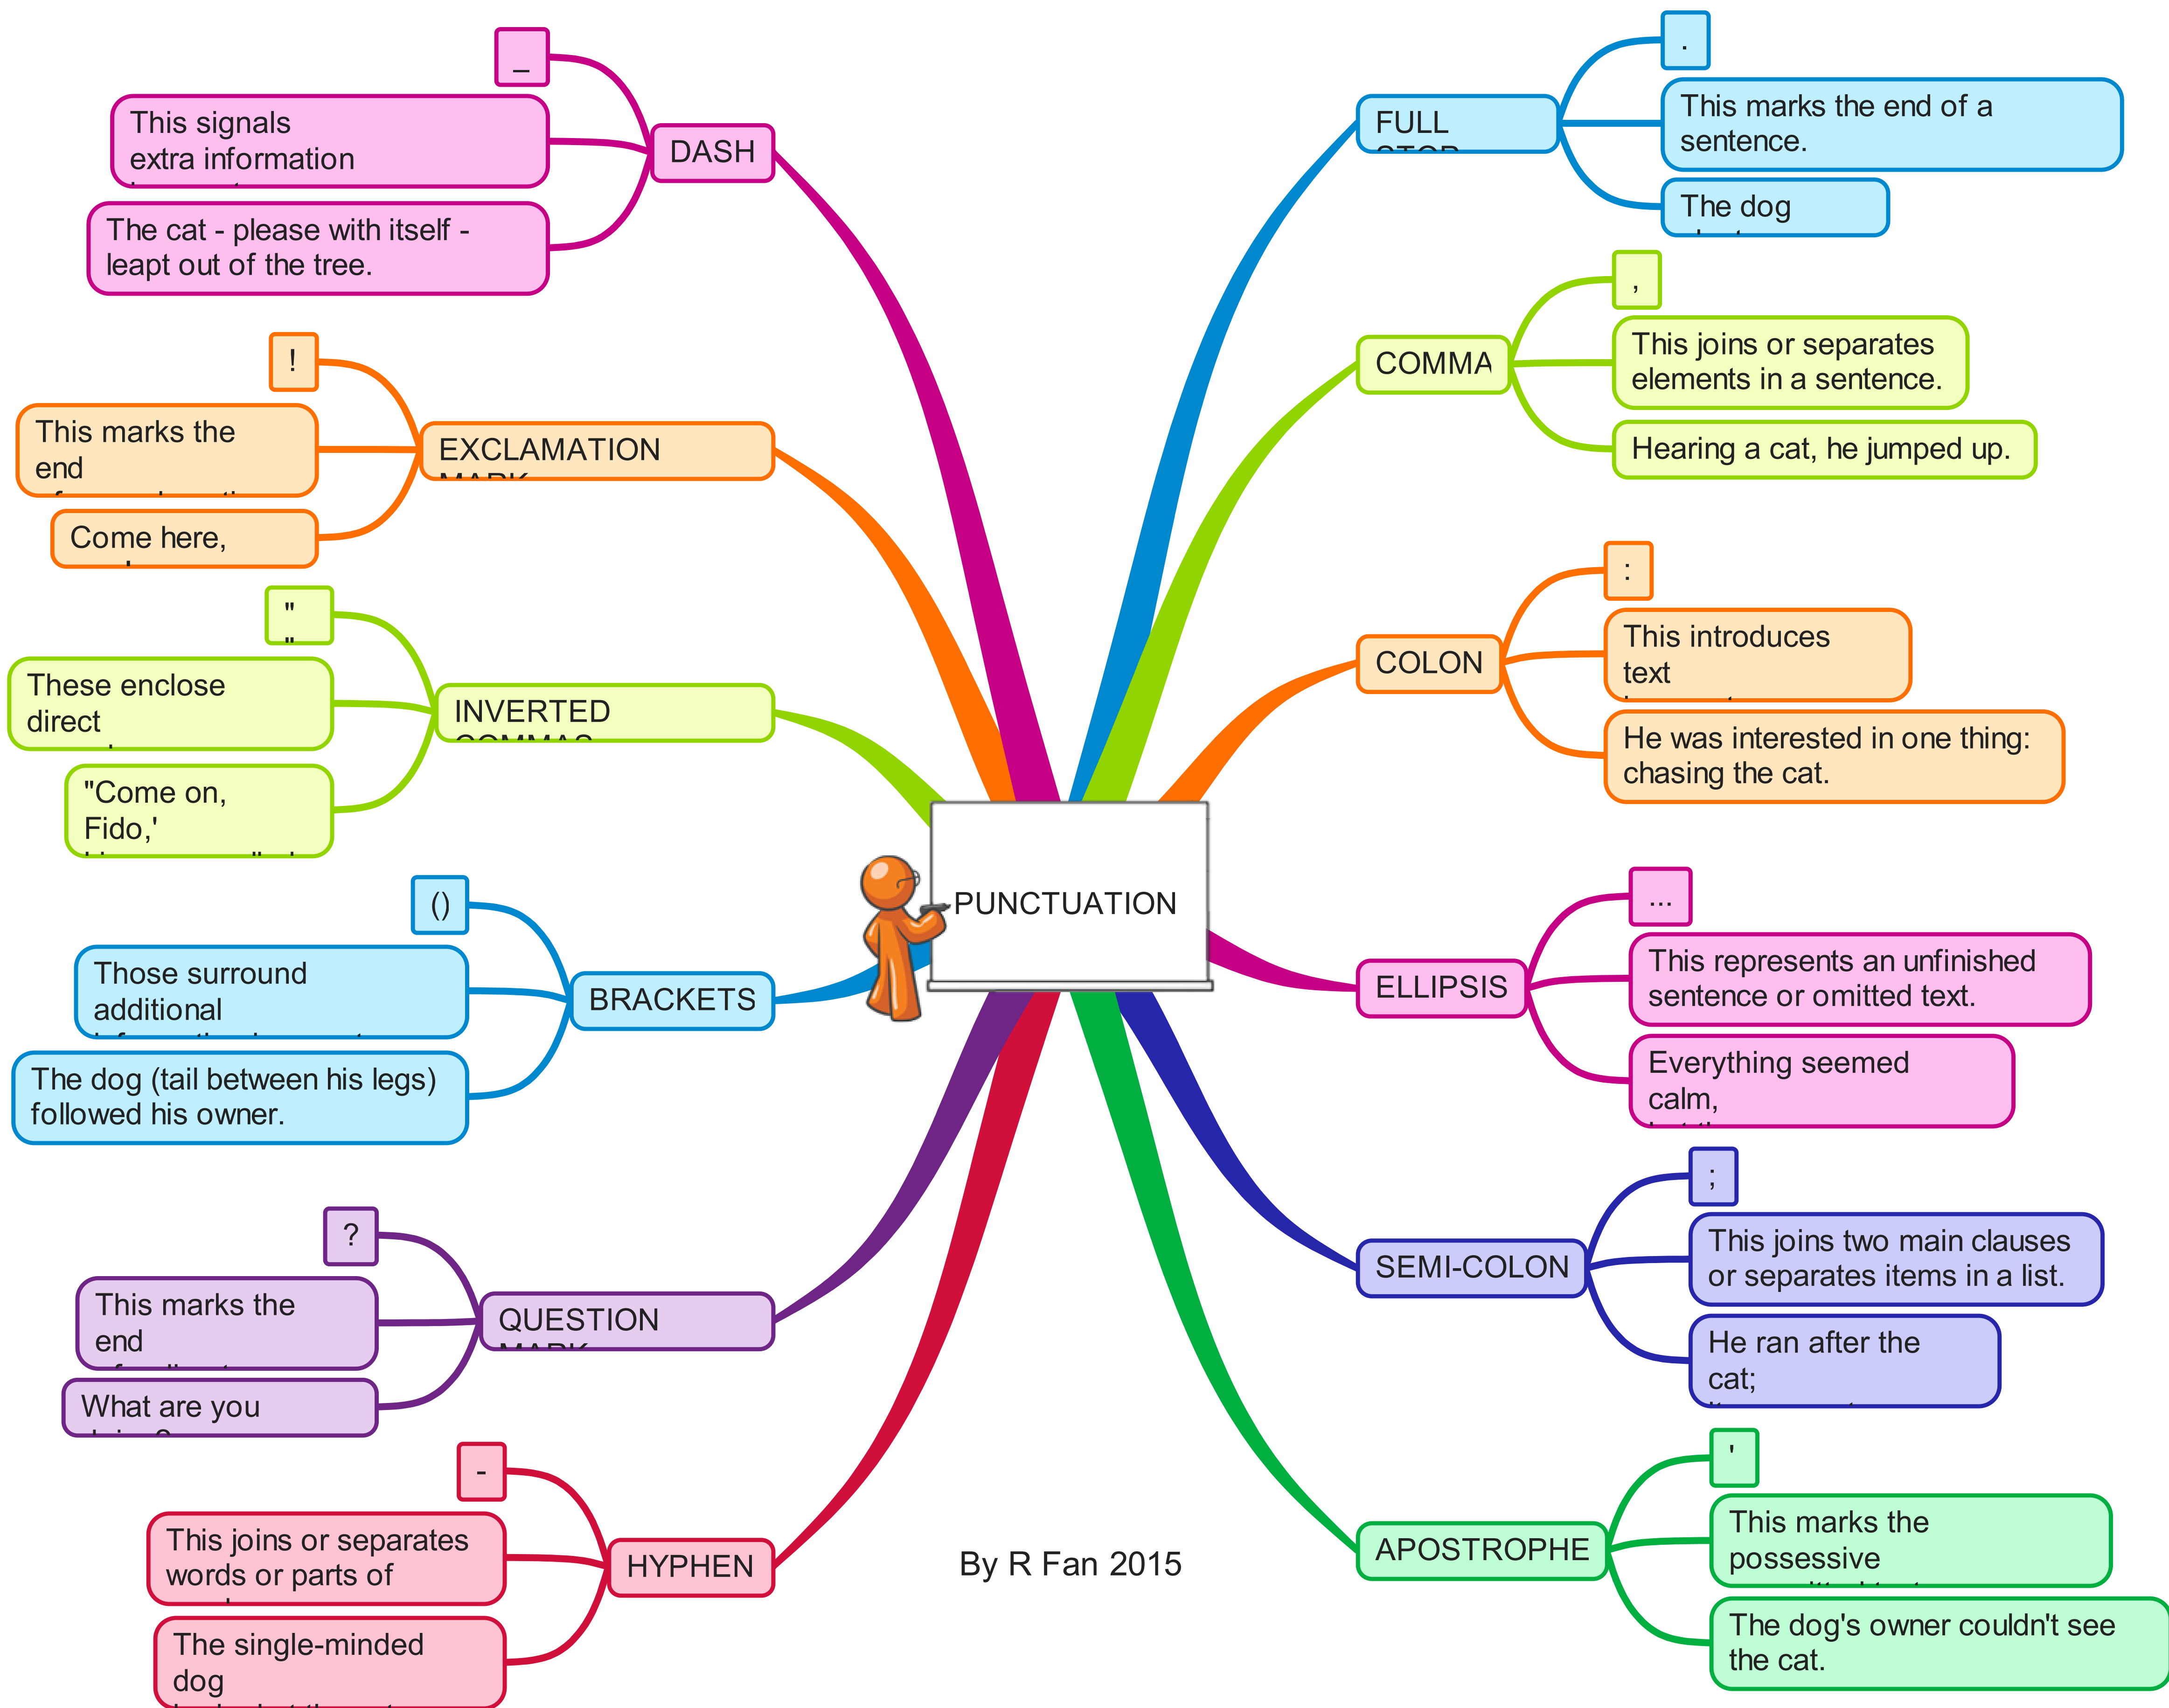 PUNCTUATION
DASH
_
This signals
extra information
The cat - please with itself -
leapt out of the tree.
EXCLAMATION
MARK
!
This marks the
end
Come here,
INVERTED
COMMAS
"
"
These enclose
direct
"Come on,
Fido,'
BRACKETS
()
Those surround
additional
The dog (tail between his legs)
followed his owner.
QUESTION
MARK
?
This marks the
end
What are you
HYPHEN
-
This joins or separates
words or parts of
The single-minded
dog
FULL
STOP
.
This marks the end of a
sentence.
The dog
COMMA
,
This joins or separates
elements in a sentence.
Hearing a cat, he jumped up.
COLON
:
This introduces
text
He was interested in one thing:
chasing the cat.
ELLIPSIS
...
This represents an unfinished
sentence or omitted text.
Everything seemed
calm,
SEMI-COLON
;
This joins two main clauses
or separates items in a list.
He ran after the
cat;
APOSTROPHE
'
This marks the
possessive
The dog's owner couldn't see
the cat.
By R Fan 2015